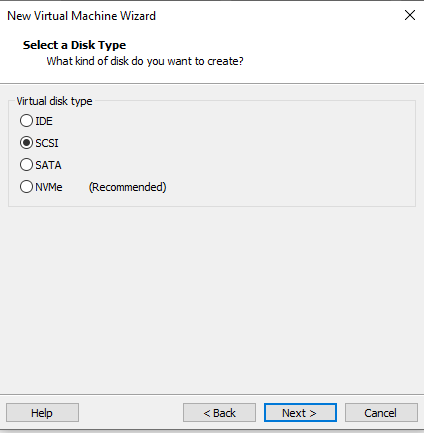 New Virtual Machine Wizard
Select a Disk Type
What kind of disk do you want to create?
Virtual disk type
IDE
SCSI
SATA
NVMe (Recommended)
Help < Back Next > Cancel